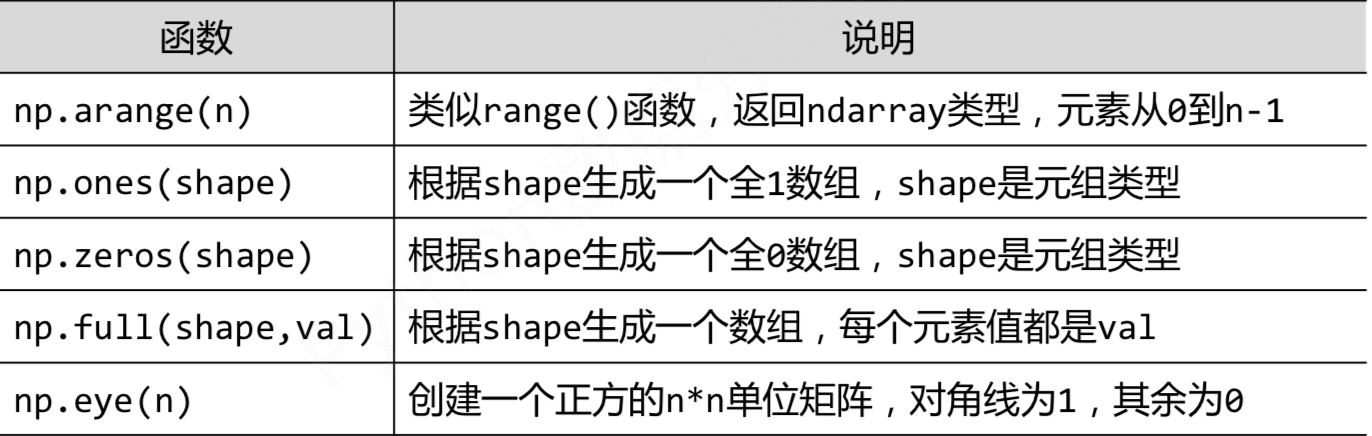 函数 说明
np.arange(n) 类似range()函数，返回ndarray类型，元素从0到n-1
np.ones(shape) 根据shape生成一个全1数组，shape是元组类型
np.zeros(shape) 根据shape生成一个全0数组，shape是元组类型
np.full(shape,val) 根据shape生成一个数组，每个元素值都是val
np.eye(n) 创建一个正方的n*n单位矩阵，对角线为1，其余为0